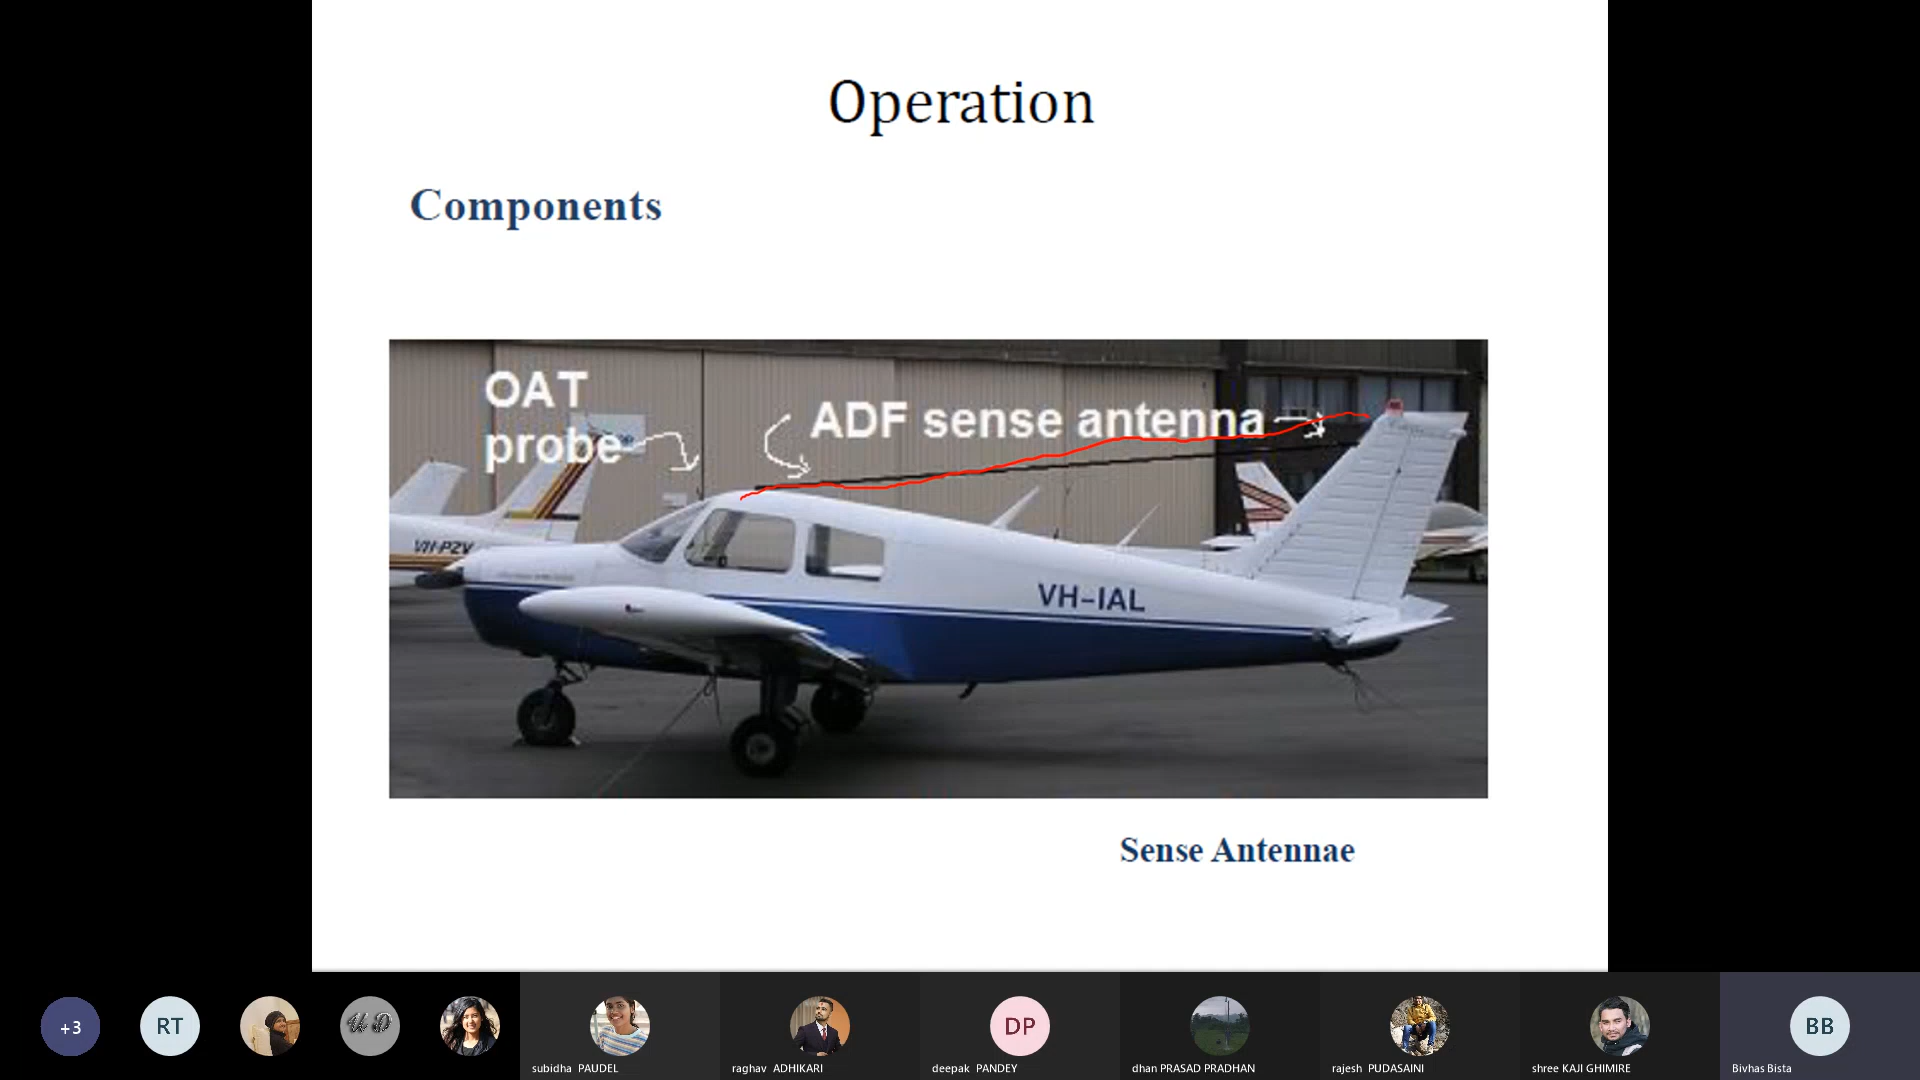 Operation
Components
OAT
probe
ADF sense antenna
VH-PZV
VH-IAL
Sense Antennae
+3
RT
U D
DP
BB
subidha PAUDEL
raghav ADHIKARI
deepak PANDEY
dhan PRASAD PRADHAN
rajesh PUDASAINI
shree KAJI GHIMIRE
Bivhas Bista